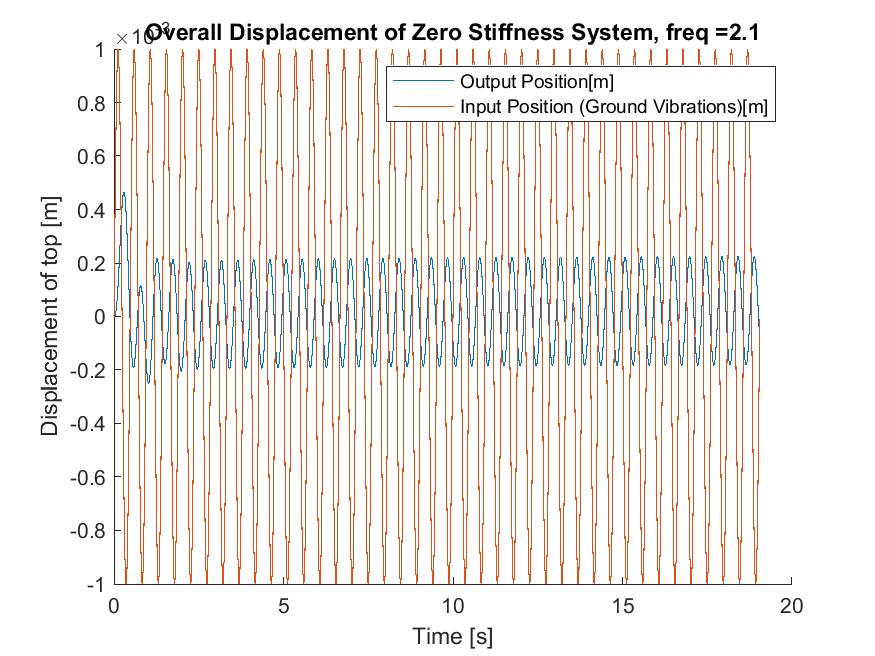 ×10⁻³
Overall Displacement of Zero Stiffness System, freq =2.1
Output Position[m]
Input Position (Ground Vibrations)[m]
Displacement of top [m]
1
0.8
0.6
0.4
0.2
0
-0.2
-0.4
-0.6
-0.8
-1
0 5 10 15 20
Time [s]